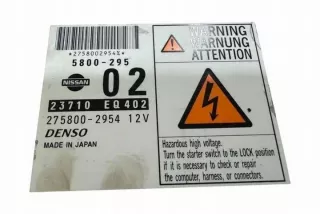 *2758002954%*
5800-295
NISSAN
02
23710 EQ402
275800-2954 12V
DENSO
MADE IN JAPAN
WARNING
WARNUNG
ATTENTION
Hazardous high voltage.
Turn the starter switch to the LOCK position
if it is necessary to check or repair
the computer, harness, or connectors.